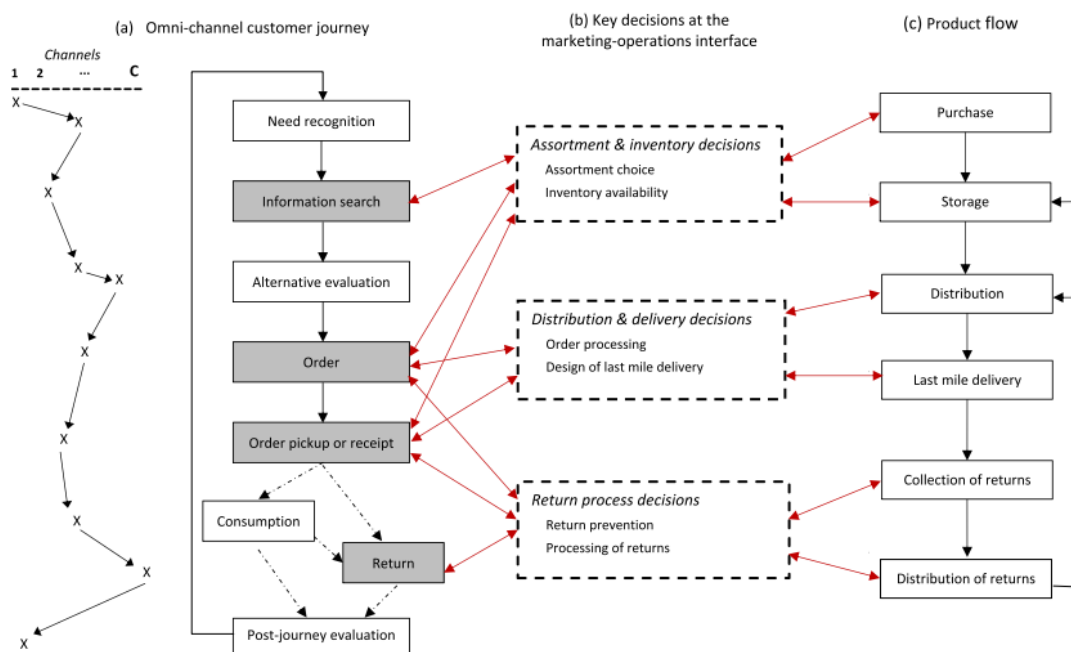 (a) Omni-channel customer journey
Channels
1 2 ... C
X
X
X
X
X
X
X
X
X
X
Need recognition
Information search
Alternative evaluation
Order
Order pickup or receipt
Consumption
Return
Post-journey evaluation
(b) Key decisions at the
marketing-operations interface
Assortment & inventory decisions
Assortment choice
Inventory availability
Distribution & delivery decisions
Order processing
Design of last mile delivery
Return process decisions
Return prevention
Processing of returns
(c) Product flow
Purchase
Storage
Distribution
Last mile delivery
Collection of returns
Distribution of returns